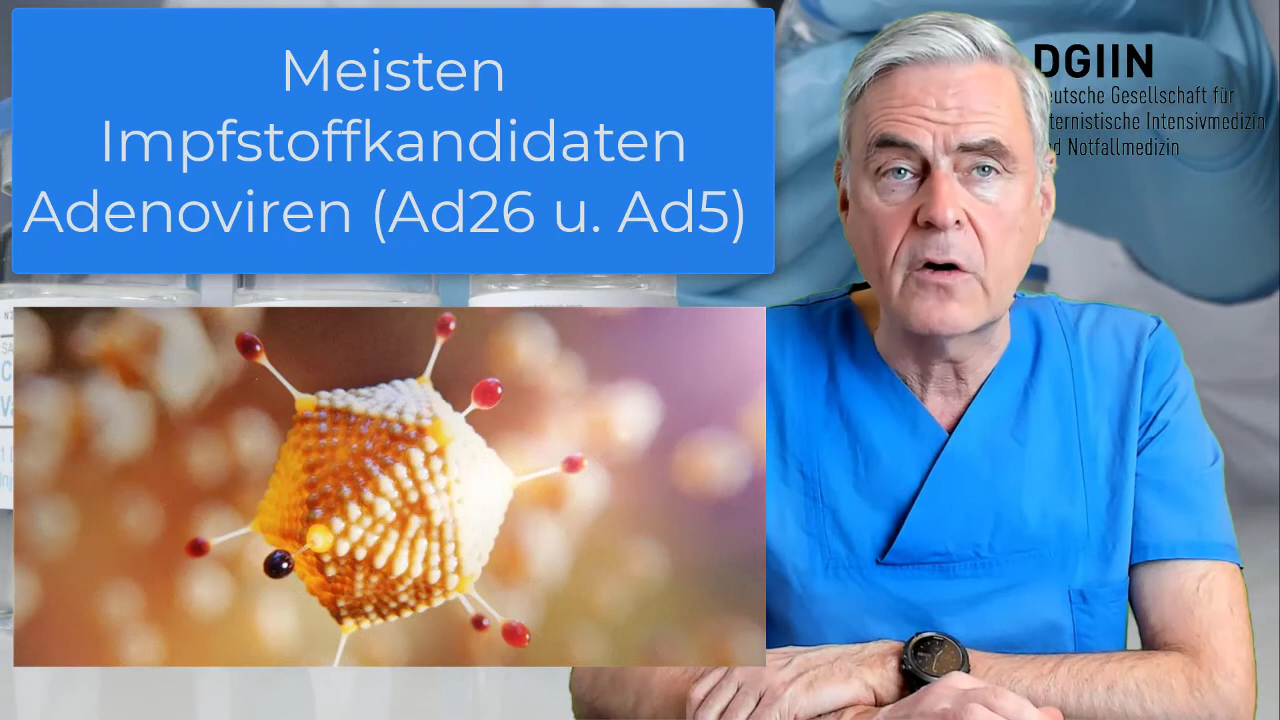 Meisten
Impfstoffkandidaten
Adenoviren (Ad26 u. Ad5)
DGIIN
eutsche Gesellschaft für
ternistische Intensivmedizin
d Notfallmedizin